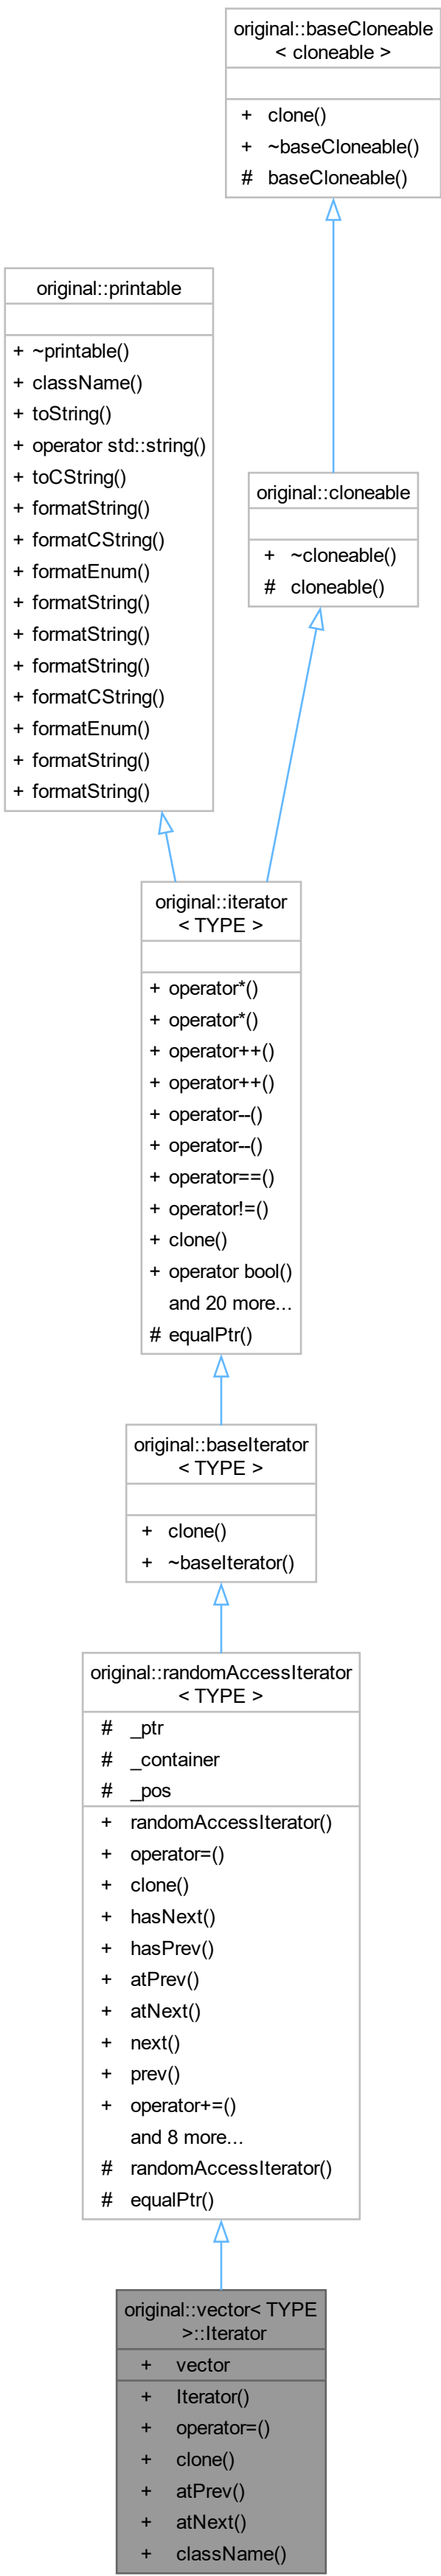 original::baseCloneable
< cloneable >
+ clone()
+ ~baseCloneable()
# baseCloneable()
original::printable
+ ~printable()
+ className()
+ toString()
+ operator std::string()
+ toCString()
+ formatString()
+ formatCString()
+ formatEnum()
+ formatString()
+ formatString()
+ formatString()
+ formatCString()
+ formatEnum()
+ formatString()
+ formatString()
original::cloneable
+ ~cloneable()
# cloneable()
original::iterator
< TYPE >
+ operator*()
+ operator*()
+ operator++()
+ operator++()
+ operator--()
+ operator--()
+ operator==()
+ operator!=()
+ clone()
+ operator bool()
and 20 more...
# equalPtr()
original::baseIterator
< TYPE >
+ clone()
+ ~baseIterator()
original::randomAccessIterator
< TYPE >
# _ptr
# _container
# _pos
+ randomAccessIterator()
+ operator=()
+ clone()
+ hasNext()
+ hasPrev()
+ atPrev()
+ atNext()
+ next()
+ prev()
+ operator+=()
and 8 more...
# randomAccessIterator()
# equalPtr()
original::vector< TYPE
>::Iterator
+ vector
+ Iterator()
+ operator=()
+ clone()
+ atPrev()
+ atNext()
+ className()